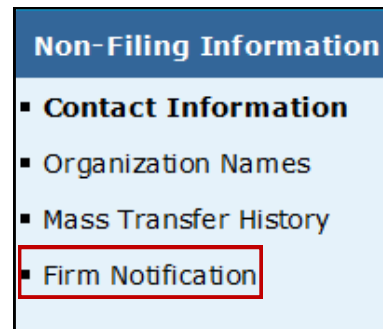 Non-Filing Information
▪ Contact Information
▪ Organization Names
▪ Mass Transfer History
▪ Firm Notification